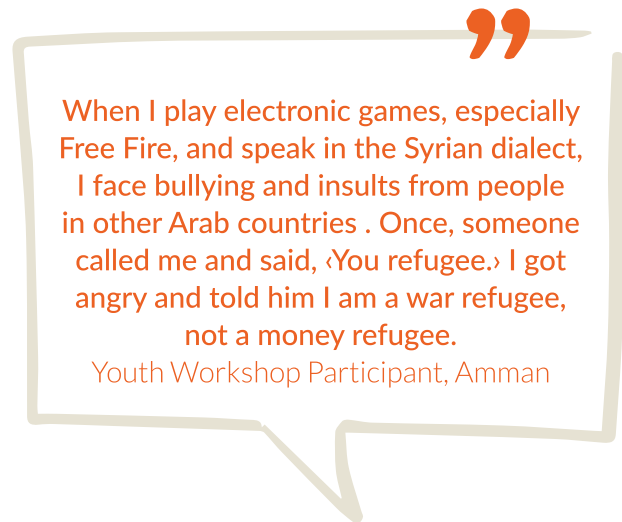 ”
When I play electronic games, especially
Free Fire, and speak in the Syrian dialect,
I face bullying and insults from people
in other Arab countries . Once, someone
called me and said, ‹You refugee.› I got
angry and told him I am a war refugee,
not a money refugee.
Youth Workshop Participant, Amman